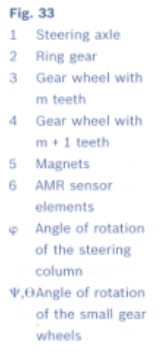 Fig. 33
1 Steering axle
2 Ring gear
3 Gear wheel with
m teeth
4 Gear wheel with
m + 1 teeth
5 Magnets
6 AMR sensor
elements
φ Angle of rotation
of the steering
column
Ψ,Θ Angle of rotation
of the small gear
wheels